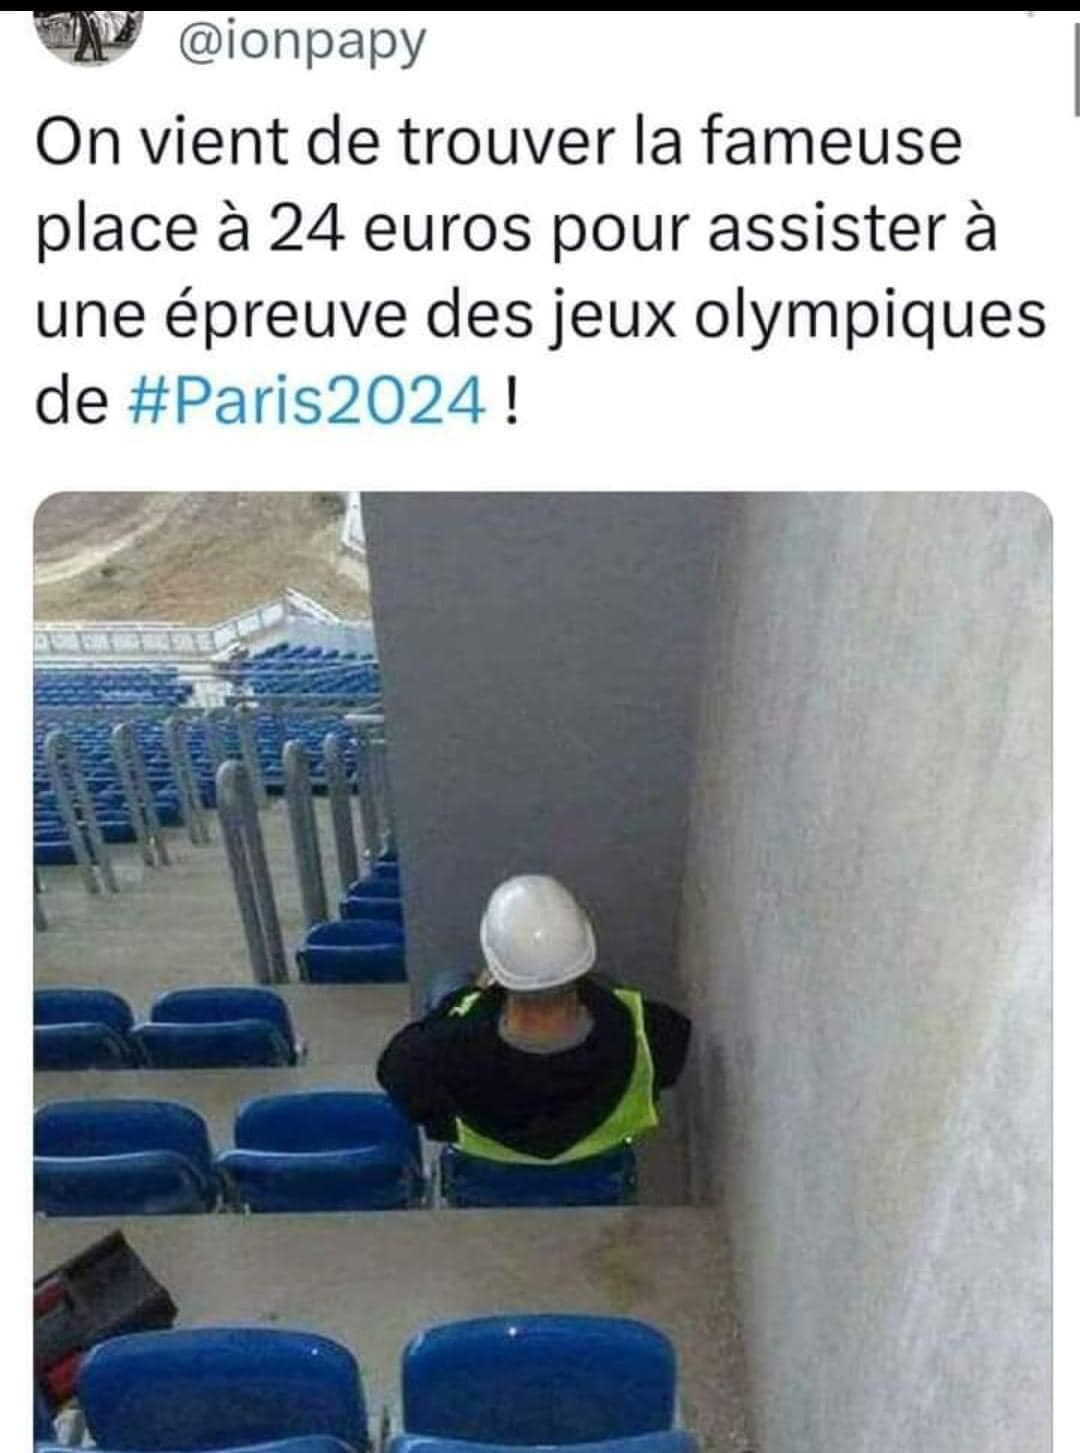 @ionpapy
On vient de trouver la fameuse
place à 24 euros pour assister à
une épreuve des jeux olympiques
de #Paris2024 !